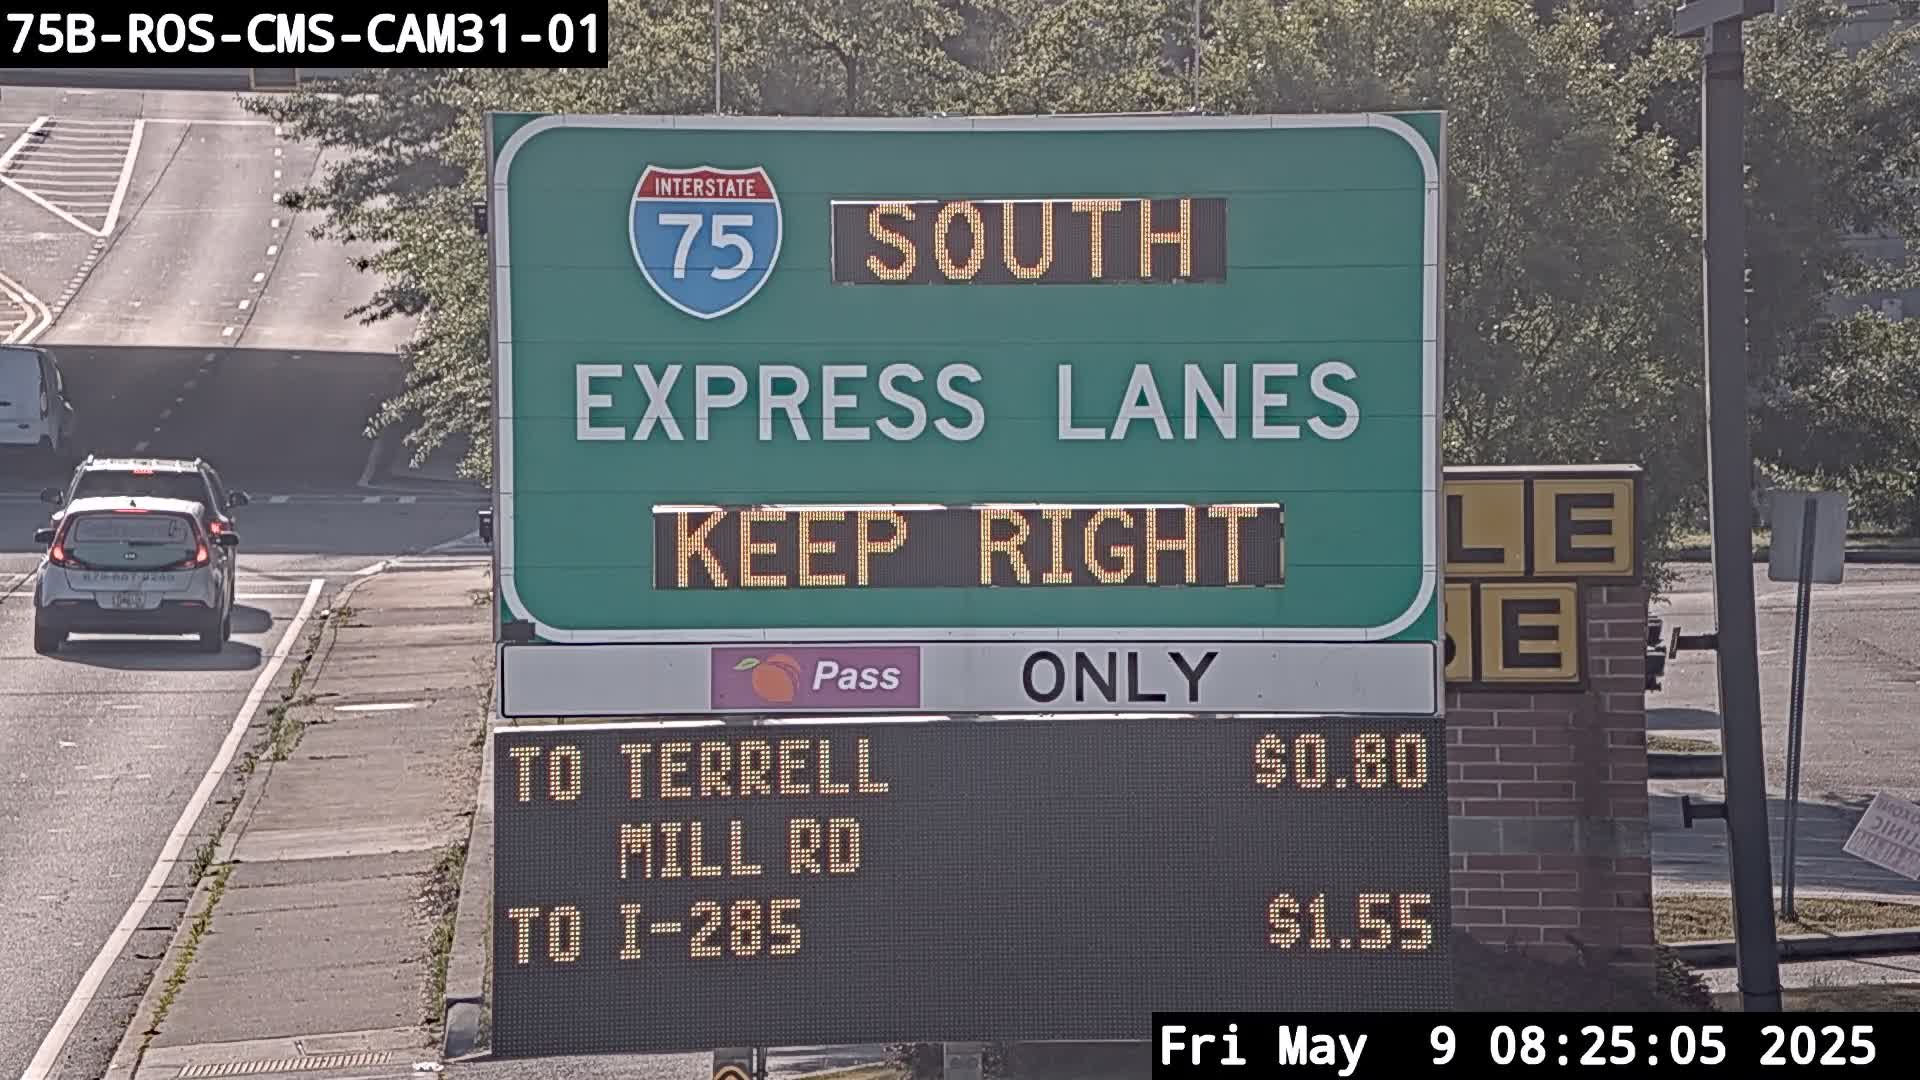 75B-ROS-CMS-CAM31-01
INTERSTATE
75
SOUTH
EXPRESS LANES
KEEP RIGHT
Pass ONLY
TO TERRELL $0.80
MILL RD
TO I-285 $1.55
LE
E
Fri May 9 08:25:05 2025